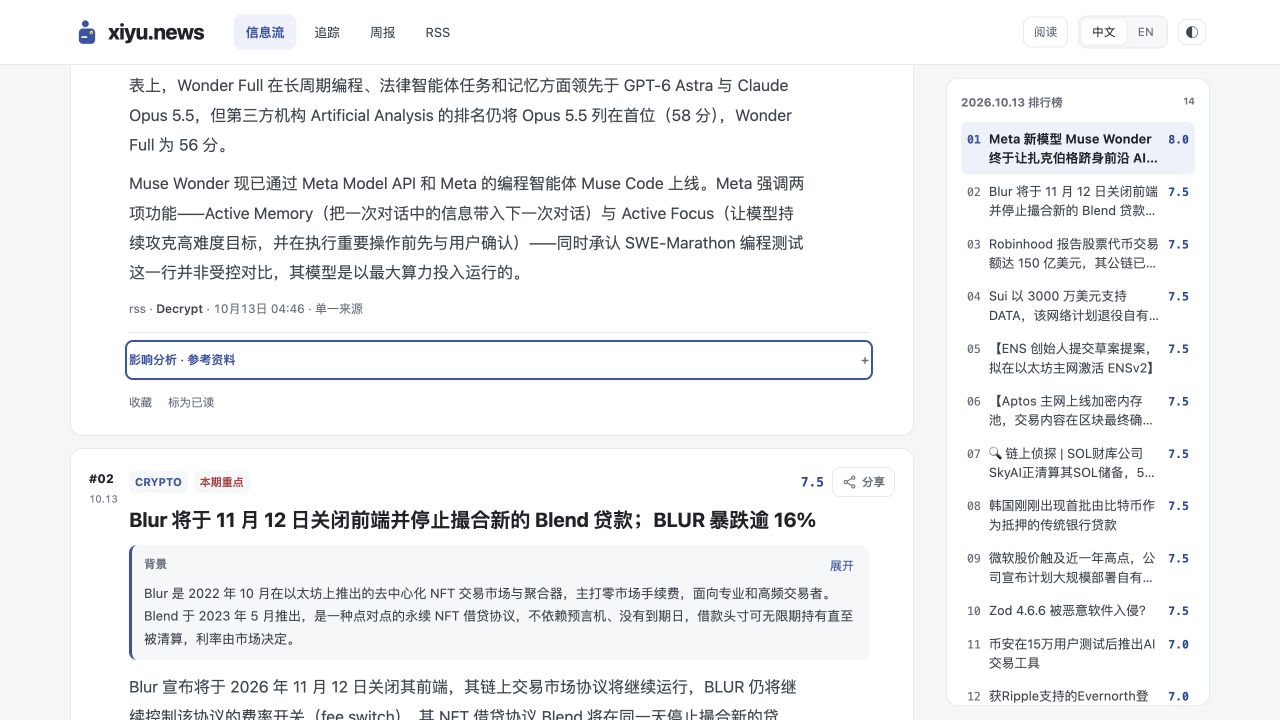 xiyu.news
信息流
追踪
周报
RSS
阅读
中文
EN
表上，Wonder Full 在长周期编程、法律智能体任务和记忆方面领先于 GPT-6 Astra 与 Claude
Opus 5.5，但第三方机构 Artificial Analysis 的排名仍将 Opus 5.5 列在首位（58 分），Wonder
Full 为 56 分。
Muse Wonder 现已通过 Meta Model API 和 Meta 的编程智能体 Muse Code 上线。Meta 强调两
项功能——Active Memory（把一次对话中的信息带入下一次对话）与 Active Focus（让模型持
续攻克高难度目标，并在执行重要操作前先与用户确认）——同时承认 SWE-Marathon 编程测试
这一行并非受控对比，其模型是以最大算力投入运行的。
rss · Decrypt · 10月13日 04:46 · 单一来源
影响分析 · 参考资料
+
收藏
标为已读
#02
10.13
CRYPTO
本期重点
7.5
分享
Blur 将于 11 月 12 日关闭前端并停止撮合新的 Blend 贷款；BLUR 暴跌逾 16%
背景
展开
Blur 是 2022 年 10 月在以太坊上推出的去中心化 NFT 交易市场与聚合器，主打零市场手续费，面向专业和高频交易者。
Blend 于 2023 年 5 月推出，是一种点对点的永续 NFT 借贷协议，不依赖预言机、没有到期日，借款头寸可无限期持有直至
被清算，利率由市场决定。
Blur 宣布将于 2026 年 11 月 12 日关闭其前端，其链上交易市场协议将继续运行，BLUR 仍将继
续控制该协议的费率开关（fee switch）。其 NFT 借贷协议 Blend 将在同一天停止撮合新的贷
2026.10.13 排行榜
14
01
Meta 新模型 Muse Wonder
终于让扎克伯格跻身前沿 AI...
8.0
02
Blur 将于 11 月 12 日关闭前端
并停止撮合新的 Blend 贷款...
7.5
03
Robinhood 报告股票代币交易
额达 150 亿美元，其公链已...
7.5
04
Sui 以 3000 万美元支持
DATA，该网络计划退役自有...
7.5
05
【ENS 创始人提交草案提案，
拟在以太坊主网激活 ENSv2】
7.5
06
【Aptos 主网上线加密内存
池，交易内容在区块最终确...
7.5
07
🔍 链上侦探 | SOL财库公司
SkyAI正清算其SOL储备，5...
7.5
08
韩国刚刚出现首批由比特币作
为抵押的传统银行贷款
7.5
09
微软股价触及近一年高点，公
司宣布计划大规模部署自有...
7.5
10
Zod 4.6.6 被恶意软件入侵?
7.5
11
币安在15万用户测试后推出AI
交易工具
7.0
12
获Ripple支持的Evernorth登
7.0